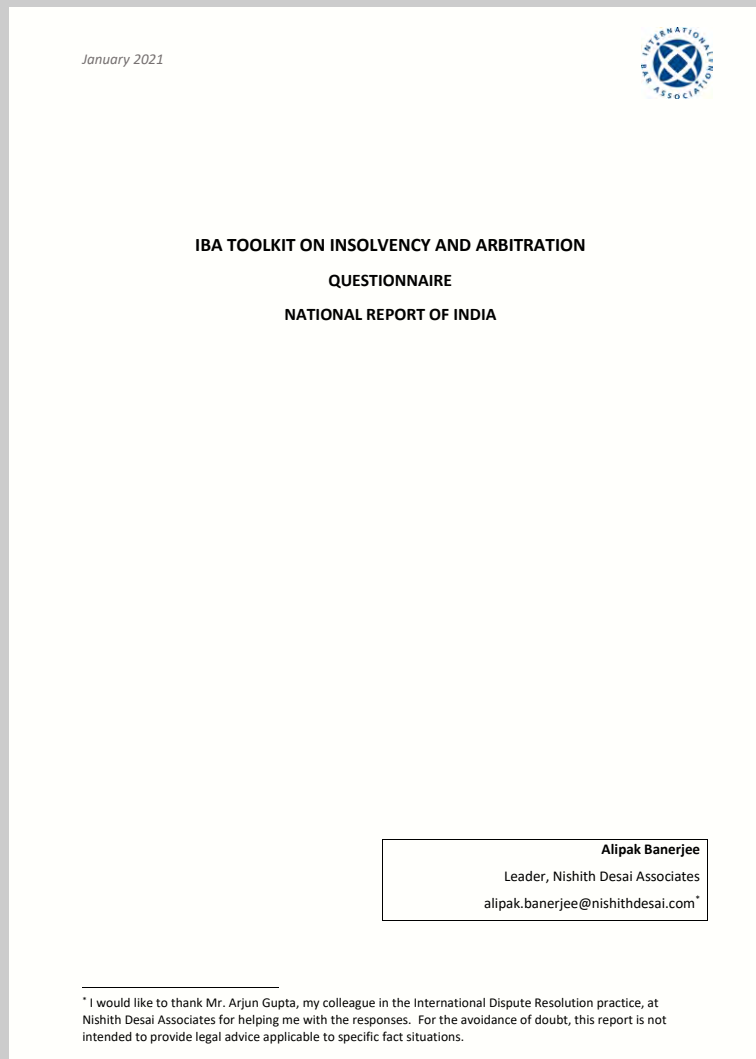 January 2021
INTERNATIONAL BAR ASSOCIATION
IBA TOOLKIT ON INSOLVENCY AND ARBITRATION
QUESTIONNAIRE
NATIONAL REPORT OF INDIA
Alipak Banerjee
Leader, Nishith Desai Associates
alipak.banerjee@nishithdesai.com*
* I would like to thank Mr. Arjun Gupta, my colleague in the International Dispute Resolution practice, at
Nishith Desai Associates for helping me with the responses.  For the avoidance of doubt, this report is not
intended to provide legal advice applicable to specific fact situations.